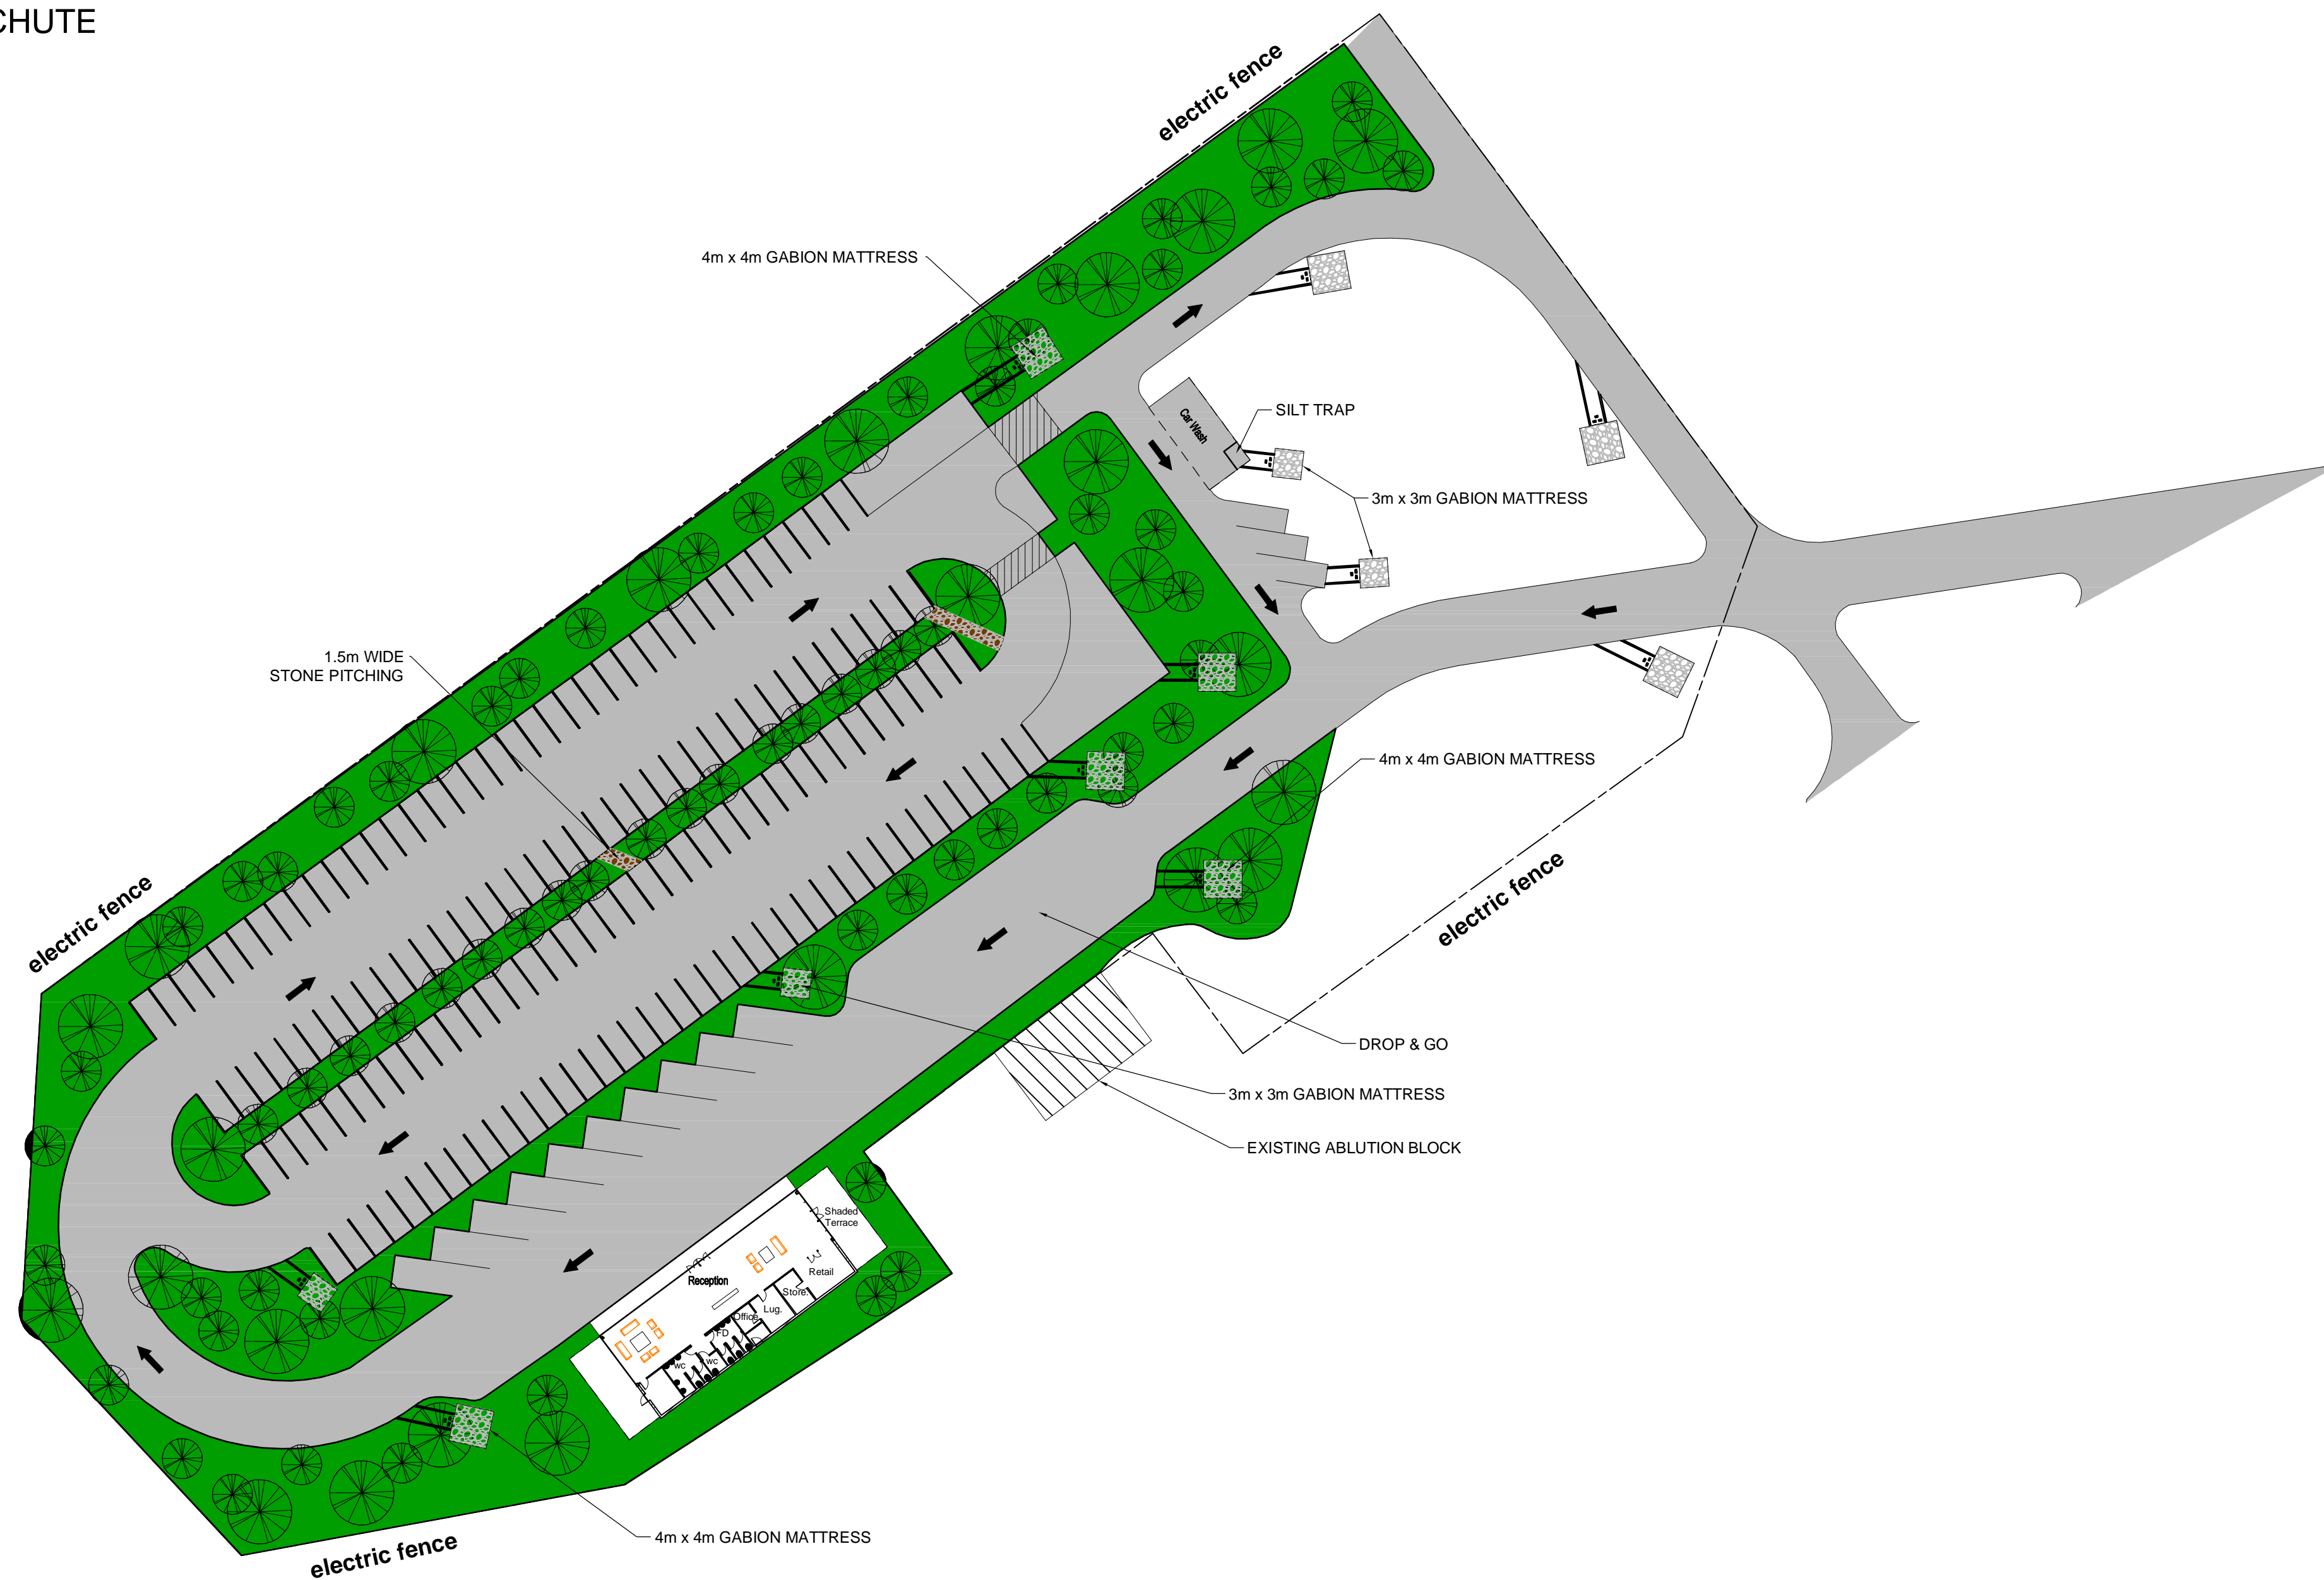 CHUTE
electric fence
4m x 4m GABION MATTRESS
SILT TRAP
Car Wash
3m x 3m GABION MATTRESS
1.5m WIDE
STONE PITCHING
4m x 4m GABION MATTRESS
electric fence
electric fence
DROP & GO
3m x 3m GABION MATTRESS
EXISTING ABLUTION BLOCK
Shaded
Terrace
Retail
Reception
Store.
Lug.
Office
FD
wc
wc
4m x 4m GABION MATTRESS
electric fence